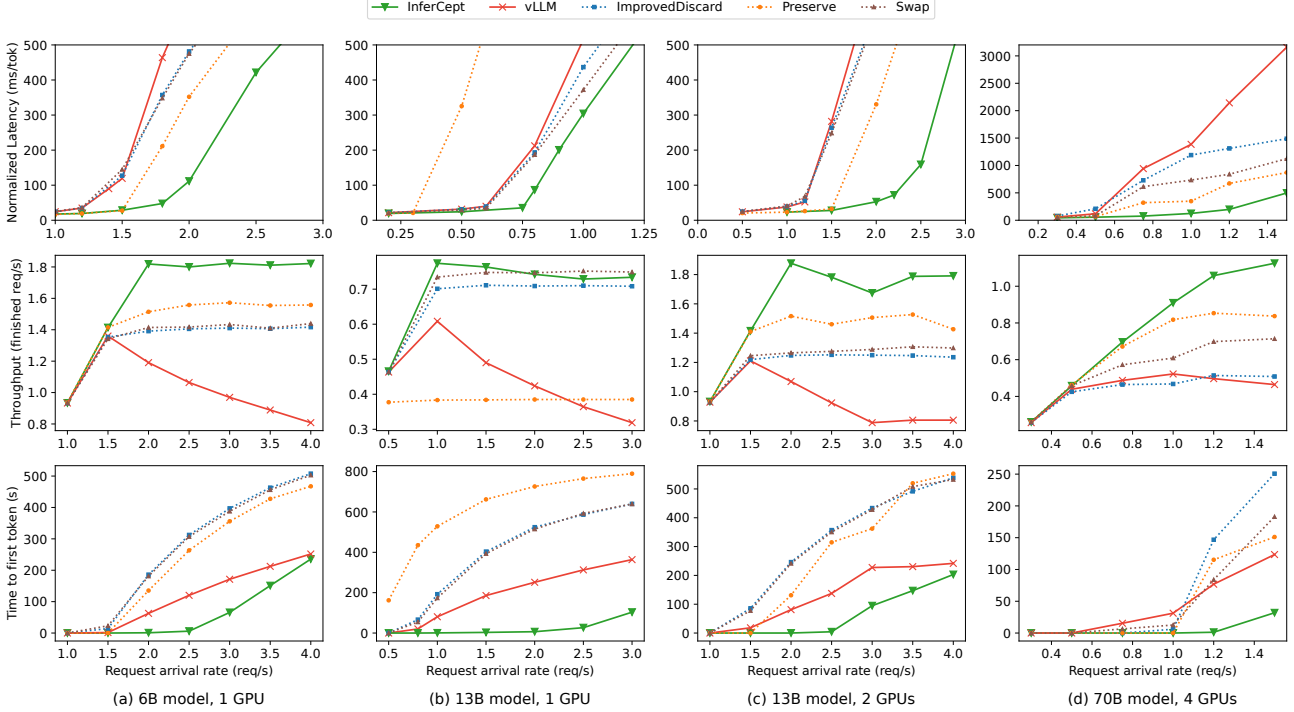 InferCept vLLM ImprovedDiscard Preserve Swap
Normalized Latency (ms/tok)
500
400
300
200
100
0
1.0 1.5 2.0 2.5 3.0
500
400
300
200
100
0
0.25 0.50 0.75 1.00 1.25
500
400
300
200
100
0
0.0 0.5 1.0 1.5 2.0 2.5 3.0
3000
2500
2000
1500
1000
500
0
0.2 0.4 0.6 0.8 1.0 1.2 1.4
Throughput (finished req/s)
1.8
1.6
1.4
1.2
1.0
0.8
1.0 1.5 2.0 2.5 3.0 3.5 4.0
0.7
0.6
0.5
0.4
0.3
0.5 1.0 1.5 2.0 2.5 3.0
1.8
1.6
1.4
1.2
1.0
0.8
1.0 1.5 2.0 2.5 3.0 3.5 4.0
1.0
0.8
0.6
0.4
0.4 0.6 0.8 1.0 1.2 1.4
Time to first token (s)
500
400
300
200
100
0
1.0 1.5 2.0 2.5 3.0 3.5 4.0
Request arrival rate (req/s)
800
600
400
200
0
0.5 1.0 1.5 2.0 2.5 3.0
Request arrival rate (req/s)
500
400
300
200
100
0
1.0 1.5 2.0 2.5 3.0 3.5 4.0
Request arrival rate (req/s)
250
200
150
100
50
0
0.4 0.6 0.8 1.0 1.2 1.4
Request arrival rate (req/s)
(a) 6B model, 1 GPU
(b) 13B model, 1 GPU
(c) 13B model, 2 GPUs
(d) 70B model, 4 GPUs